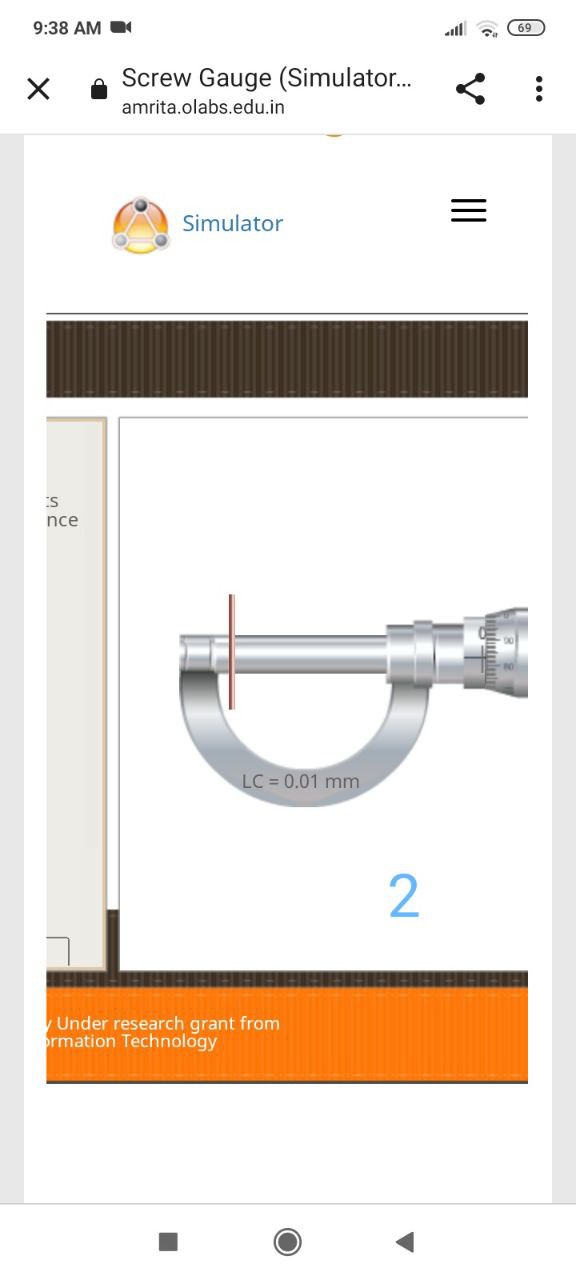 9:38 AM
69
Screw Gauge (Simulator...
amrita.olabs.edu.in
Simulator
ts
nce
0
90
80
LC = 0.01 mm
2
y Under research grant from
ormation Technology